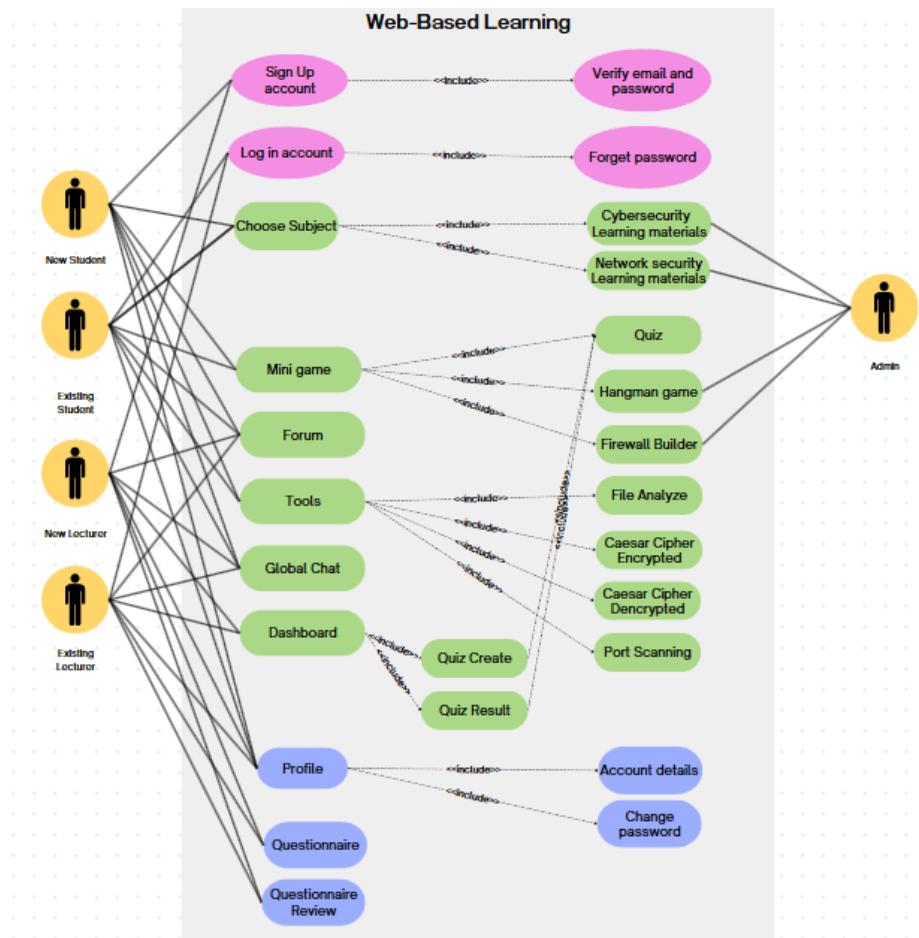 Web-Based Learning
Sign Up
account
<<include>>
Verify email and
password
Log in account
<<include>>
Forget password
New Student
Choose Subject
<<include>>
<<include>>
Cybersecurity
Learning materials
Network security
Learning materials
Existing
Student
Admin
Mini game
<<include>>
<<include>>
<<include>>
Quiz
Hangman game
Firewall Builder
Forum
New Lecturer
Tools
<<include>>
<<include>>
<<include>>
<<include>>
File Analyze
Caesar Cipher
Encrypted
Caesar Cipher
Dencrypted
Port Scanning
<<include>>
<<include>>
Global Chat
Existing
Lecturer
Dashboard
<<include>>
<<include>>
Quiz Create
Quiz Result
Profile
<<include>>
<<include>>
Account details
Change
password
Questionnaire
Questionnaire
Review